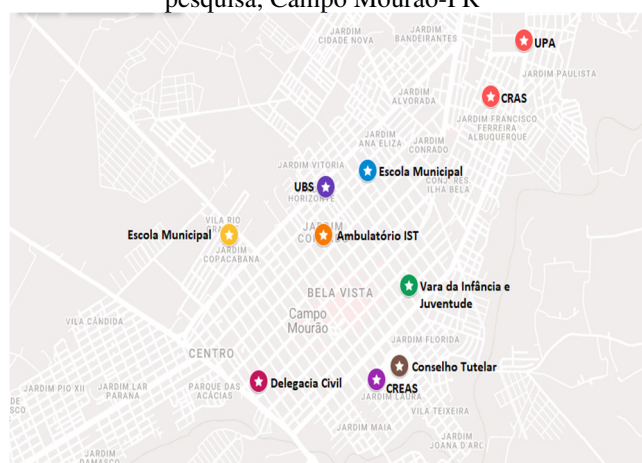 pesquisa, Campo Mourão-PR
JARDIM
CIDADE NOVA
JARDIM
BANDEIRANTES
UPA
JARDIM PAULISTA
JARDIM
ALVORADA
CRAS
JARDIM FRANCISCO
FERREIRA
ALBUQUERQUE
JARDIM
ANA ELIZA
JARDIM
CONRADO
JARDIM VITORIA
Escola Municipal
CONJ. RES.
ILHA BELA
UBS
HORIZONTE
VILA RIO
Escola Municipal
JARDIM
Ambulatório IST
JARDIM
COPACABANA
BELA VISTA
Vara da Infância e
Juventude
Campo
Mourão
VILA CÂNDIDA
JARDIM FLORIDA
CENTRO
Conselho Tutelar
Delegacia Civil
CREAS
JARDIM PIO XII
JARDIM LAR
PARANA
PARQUE DAS
ACÁCIAS
JARDIM LAURA
DE
SCO
VILA TEIXEIRA
JARDIM MAIA
JARDIM
JOANA D'ARC
JARDIM
DAMASCO